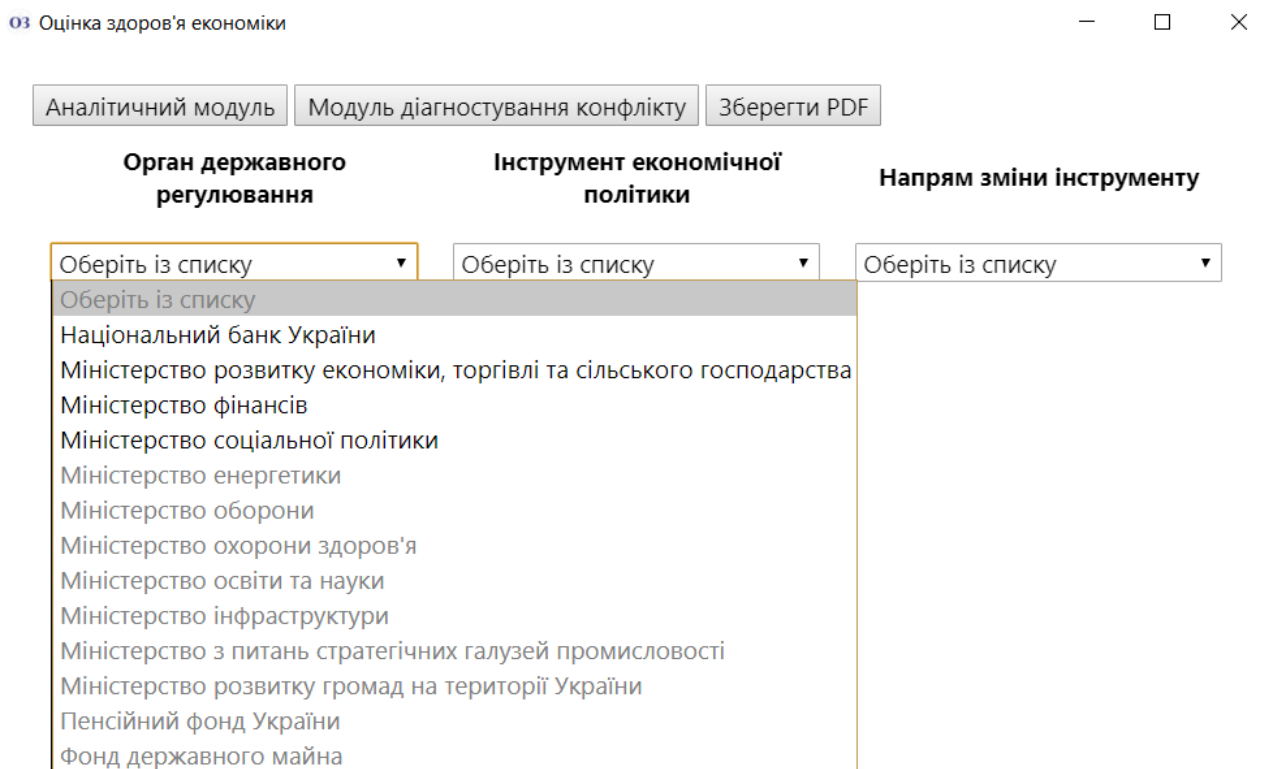 ОЗ Оцінка здоров'я економіки
Аналітичний модуль Модуль діагностування конфлікту Зберегти PDF
Орган державного регулювання
Інструмент економічної політики
Напрям зміни інструменту
Оберіть із списку Оберіть із списку Оберіть із списку
Оберіть із списку
Національний банк України
Міністерство розвитку економіки, торгівлі та сільського господарства
Міністерство фінансів
Міністерство соціальної політики
Міністерство енергетики
Міністерство оборони
Міністерство охорони здоров'я
Міністерство освіти та науки
Міністерство інфраструктури
Міністерство з питань стратегічних галузей промисловості
Міністерство розвитку громад на території України
Пенсійний фонд України
Фонд державного майна